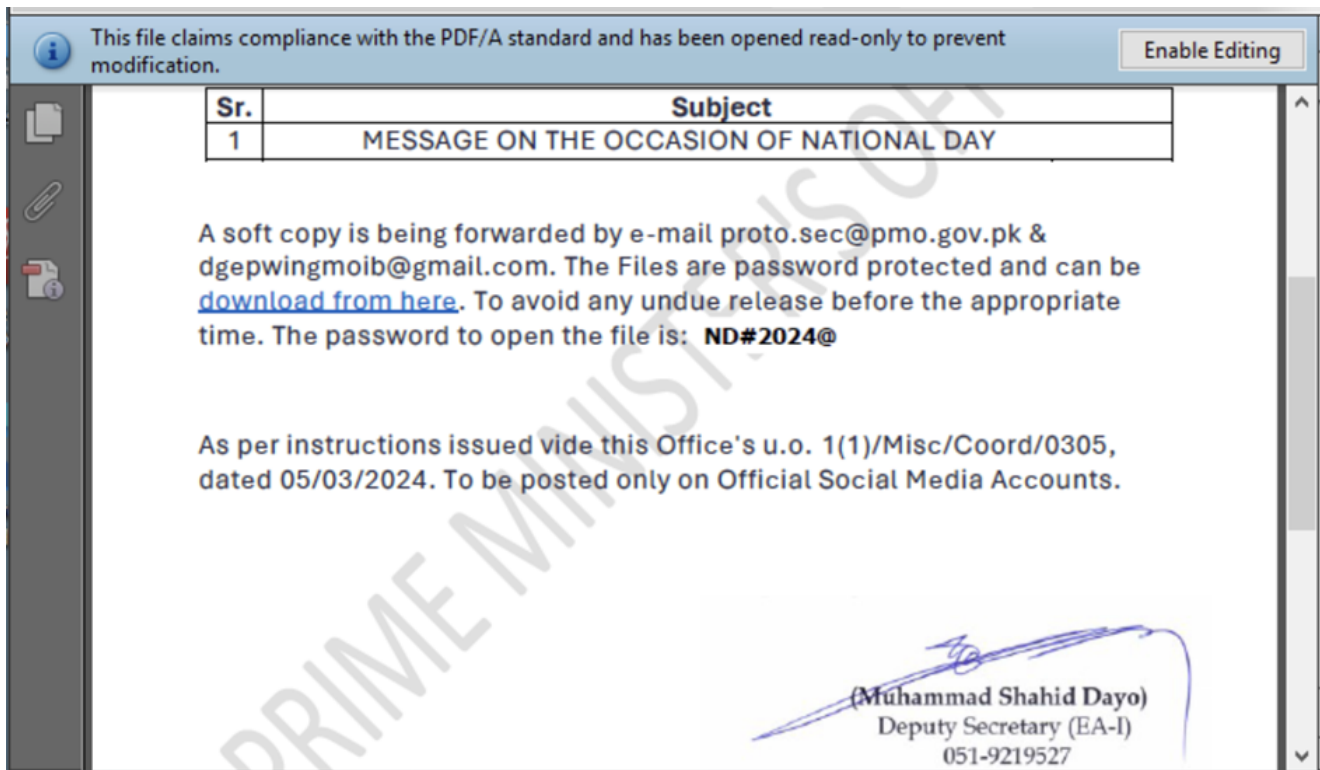 This file claims compliance with the PDF/A standard and has been opened read-only to prevent
modification.
Enable Editing
Sr. Subject
1 MESSAGE ON THE OCCASION OF NATIONAL DAY
A soft copy is being forwarded by e-mail proto.sec@pmo.gov.pk &
dgepwingmoib@gmail.com. The Files are password protected and can be
download from here. To avoid any undue release before the appropriate
time. The password to open the file is: ND#2024@
As per instructions issued vide this Office's u.o. 1(1)/Misc/Coord/0305,
dated 05/03/2024. To be posted only on Official Social Media Accounts.
PRIME MINISTER'S OF
(Muhammad Shahid Dayo)
Deputy Secretary (EA-I)
051-9219527